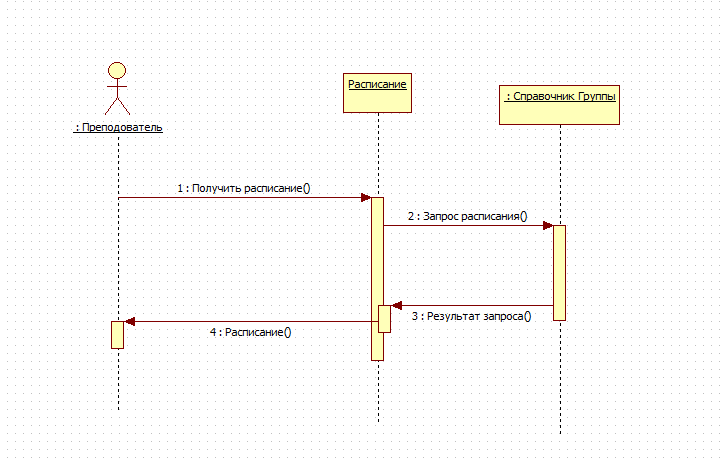 Расписание
: Справочник Группы
: Преподователь
1 : Получить расписание()
2 : Запрос расписания()
3 : Результат запроса()
4 : Расписание()